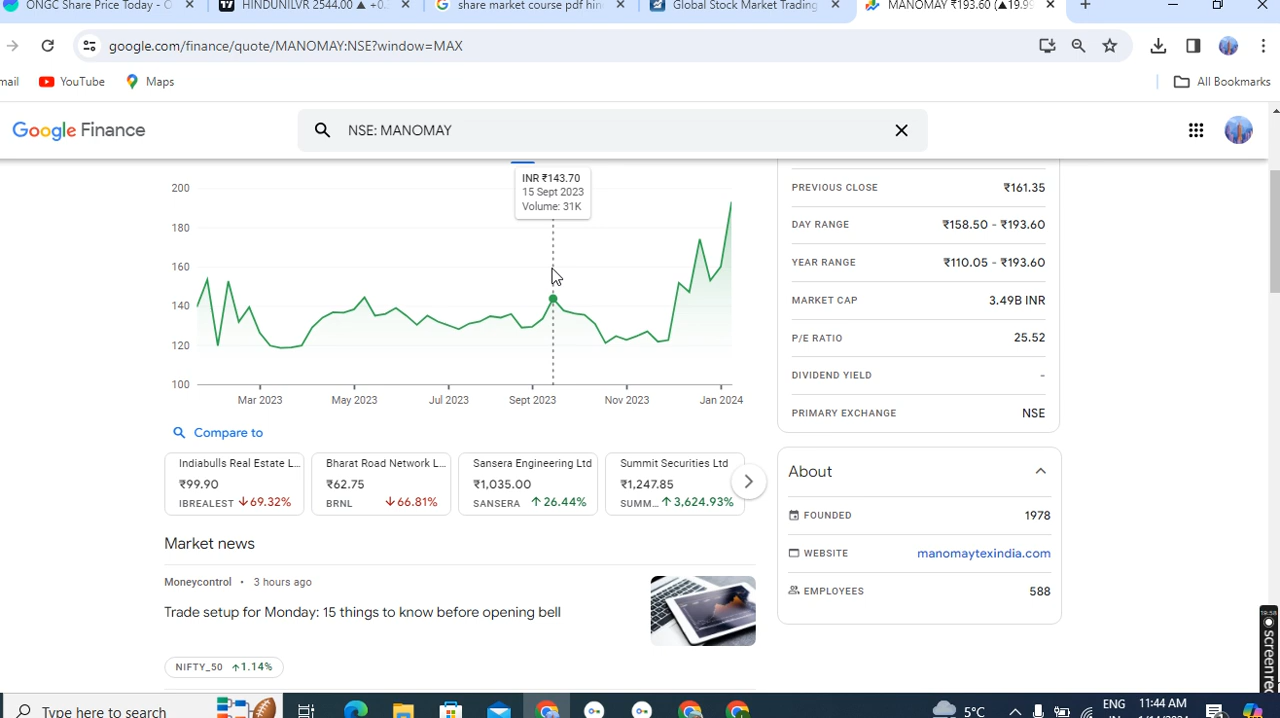 ONGC Share Price Today - O
HINDUNILVR 2544.00 ▲ +0.
share market course pdf hin
Global Stock Market Trading
MANOMAY ₹193.60 (▲19.99
google.com/finance/quote/MANOMAY:NSE?window=MAX
mail YouTube Maps All Bookmarks
Google Finance
NSE: MANOMAY
INR ₹143.70
15 Sept 2023
Volume: 31K
200
180
160
140
120
100
Mar 2023 May 2023 Jul 2023 Sept 2023 Nov 2023 Jan 2024
PREVIOUS CLOSE ₹161.35
DAY RANGE ₹158.50 - ₹193.60
YEAR RANGE ₹110.05 - ₹193.60
MARKET CAP 3.49B INR
P/E RATIO 25.52
DIVIDEND YIELD -
PRIMARY EXCHANGE NSE
Compare to
Indiabulls Real Estate L...
₹99.90
IBREALEST ↓69.32%
Bharat Road Network L...
₹62.75
BRNL ↓66.81%
Sansera Engineering Ltd
₹1,035.00
SANSERA ↑26.44%
Summit Securities Ltd
₹1,247.85
SUMM... ↑3,624.93%
About
FOUNDED 1978
WEBSITE manomaytexindia.com
EMPLOYEES 588
Market news
Moneycontrol • 3 hours ago
Trade setup for Monday: 15 things to know before opening bell
NIFTY_50 ↑1.14%
19:58
screen rec
Type here to search
5°C
ENG
IN
11:44 AM